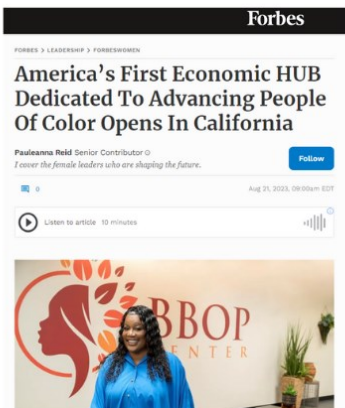 Forbes
FORBES > LEADERSHIP > FORBESWOMEN
America's First Economic HUB
Dedicated To Advancing People
Of Color Opens In California
Pauleanna Reid Senior Contributor
I cover the female leaders who are shaping the future.
Follow
0
Aug 21, 2023, 09:00am EDT
Listen to article 10 minutes
BBOP
CENTER